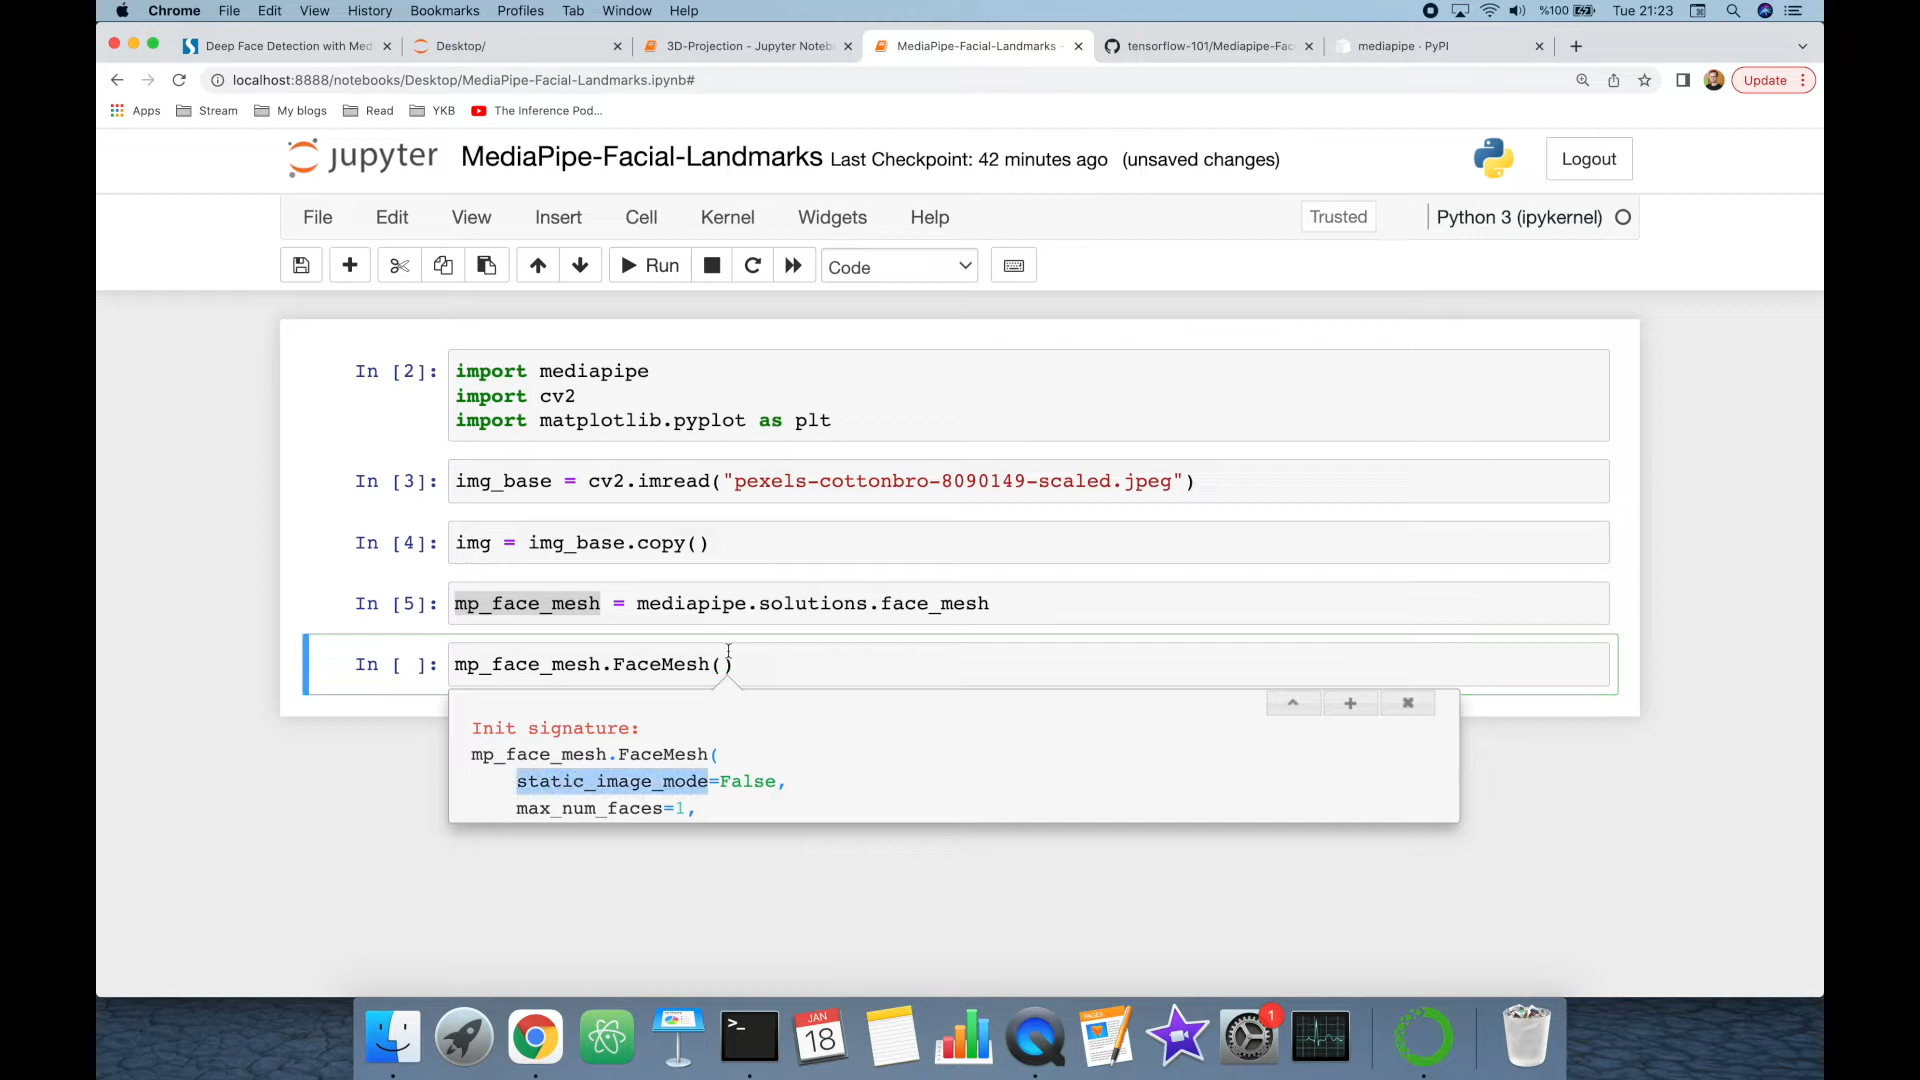 Chrome File Edit View History Bookmarks Profiles Tab Window Help %100 Tue 21:23
Deep Face Detection with Med Desktop/ 3D-Projection - Jupyter Noteb MediaPipe-Facial-Landmarks - tensorflow-101/Mediapipe-Fac mediapipe · PyPI
localhost:8888/notebooks/Desktop/MediaPipe-Facial-Landmarks.ipynb# Update
Apps Stream My blogs Read YKB The Inference Pod...
jupyter MediaPipe-Facial-Landmarks Last Checkpoint: 42 minutes ago (unsaved changes) Logout
File Edit View Insert Cell Kernel Widgets Help Trusted Python 3 (ipykernel)
Run Code
In [2]: import mediapipe
import cv2
import matplotlib.pyplot as plt
In [3]: img_base = cv2.imread("pexels-cottonbro-8090149-scaled.jpeg")
In [4]: img = img_base.copy()
In [5]: mp_face_mesh = mediapipe.solutions.face_mesh
In [ ]: mp_face_mesh.FaceMesh()
Init signature:
mp_face_mesh.FaceMesh(
static_image_mode=False,
max_num_faces=1,
JAN
18
PAGES
1